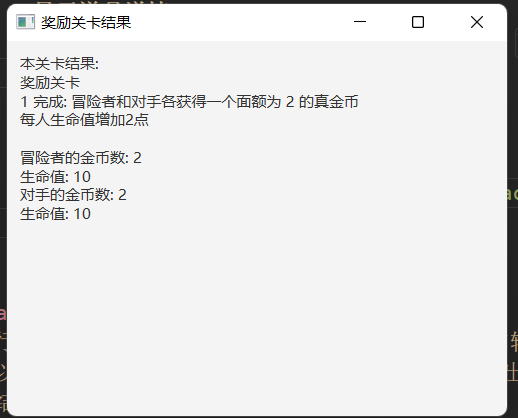 奖励关卡结果
本关卡结果:
奖励关卡
1 完成: 冒险者和对手各获得一个面额为 2 的真金币
每人生命值增加2点
冒险者的金币数: 2
生命值: 10
对手的金币数: 2
生命值: 10